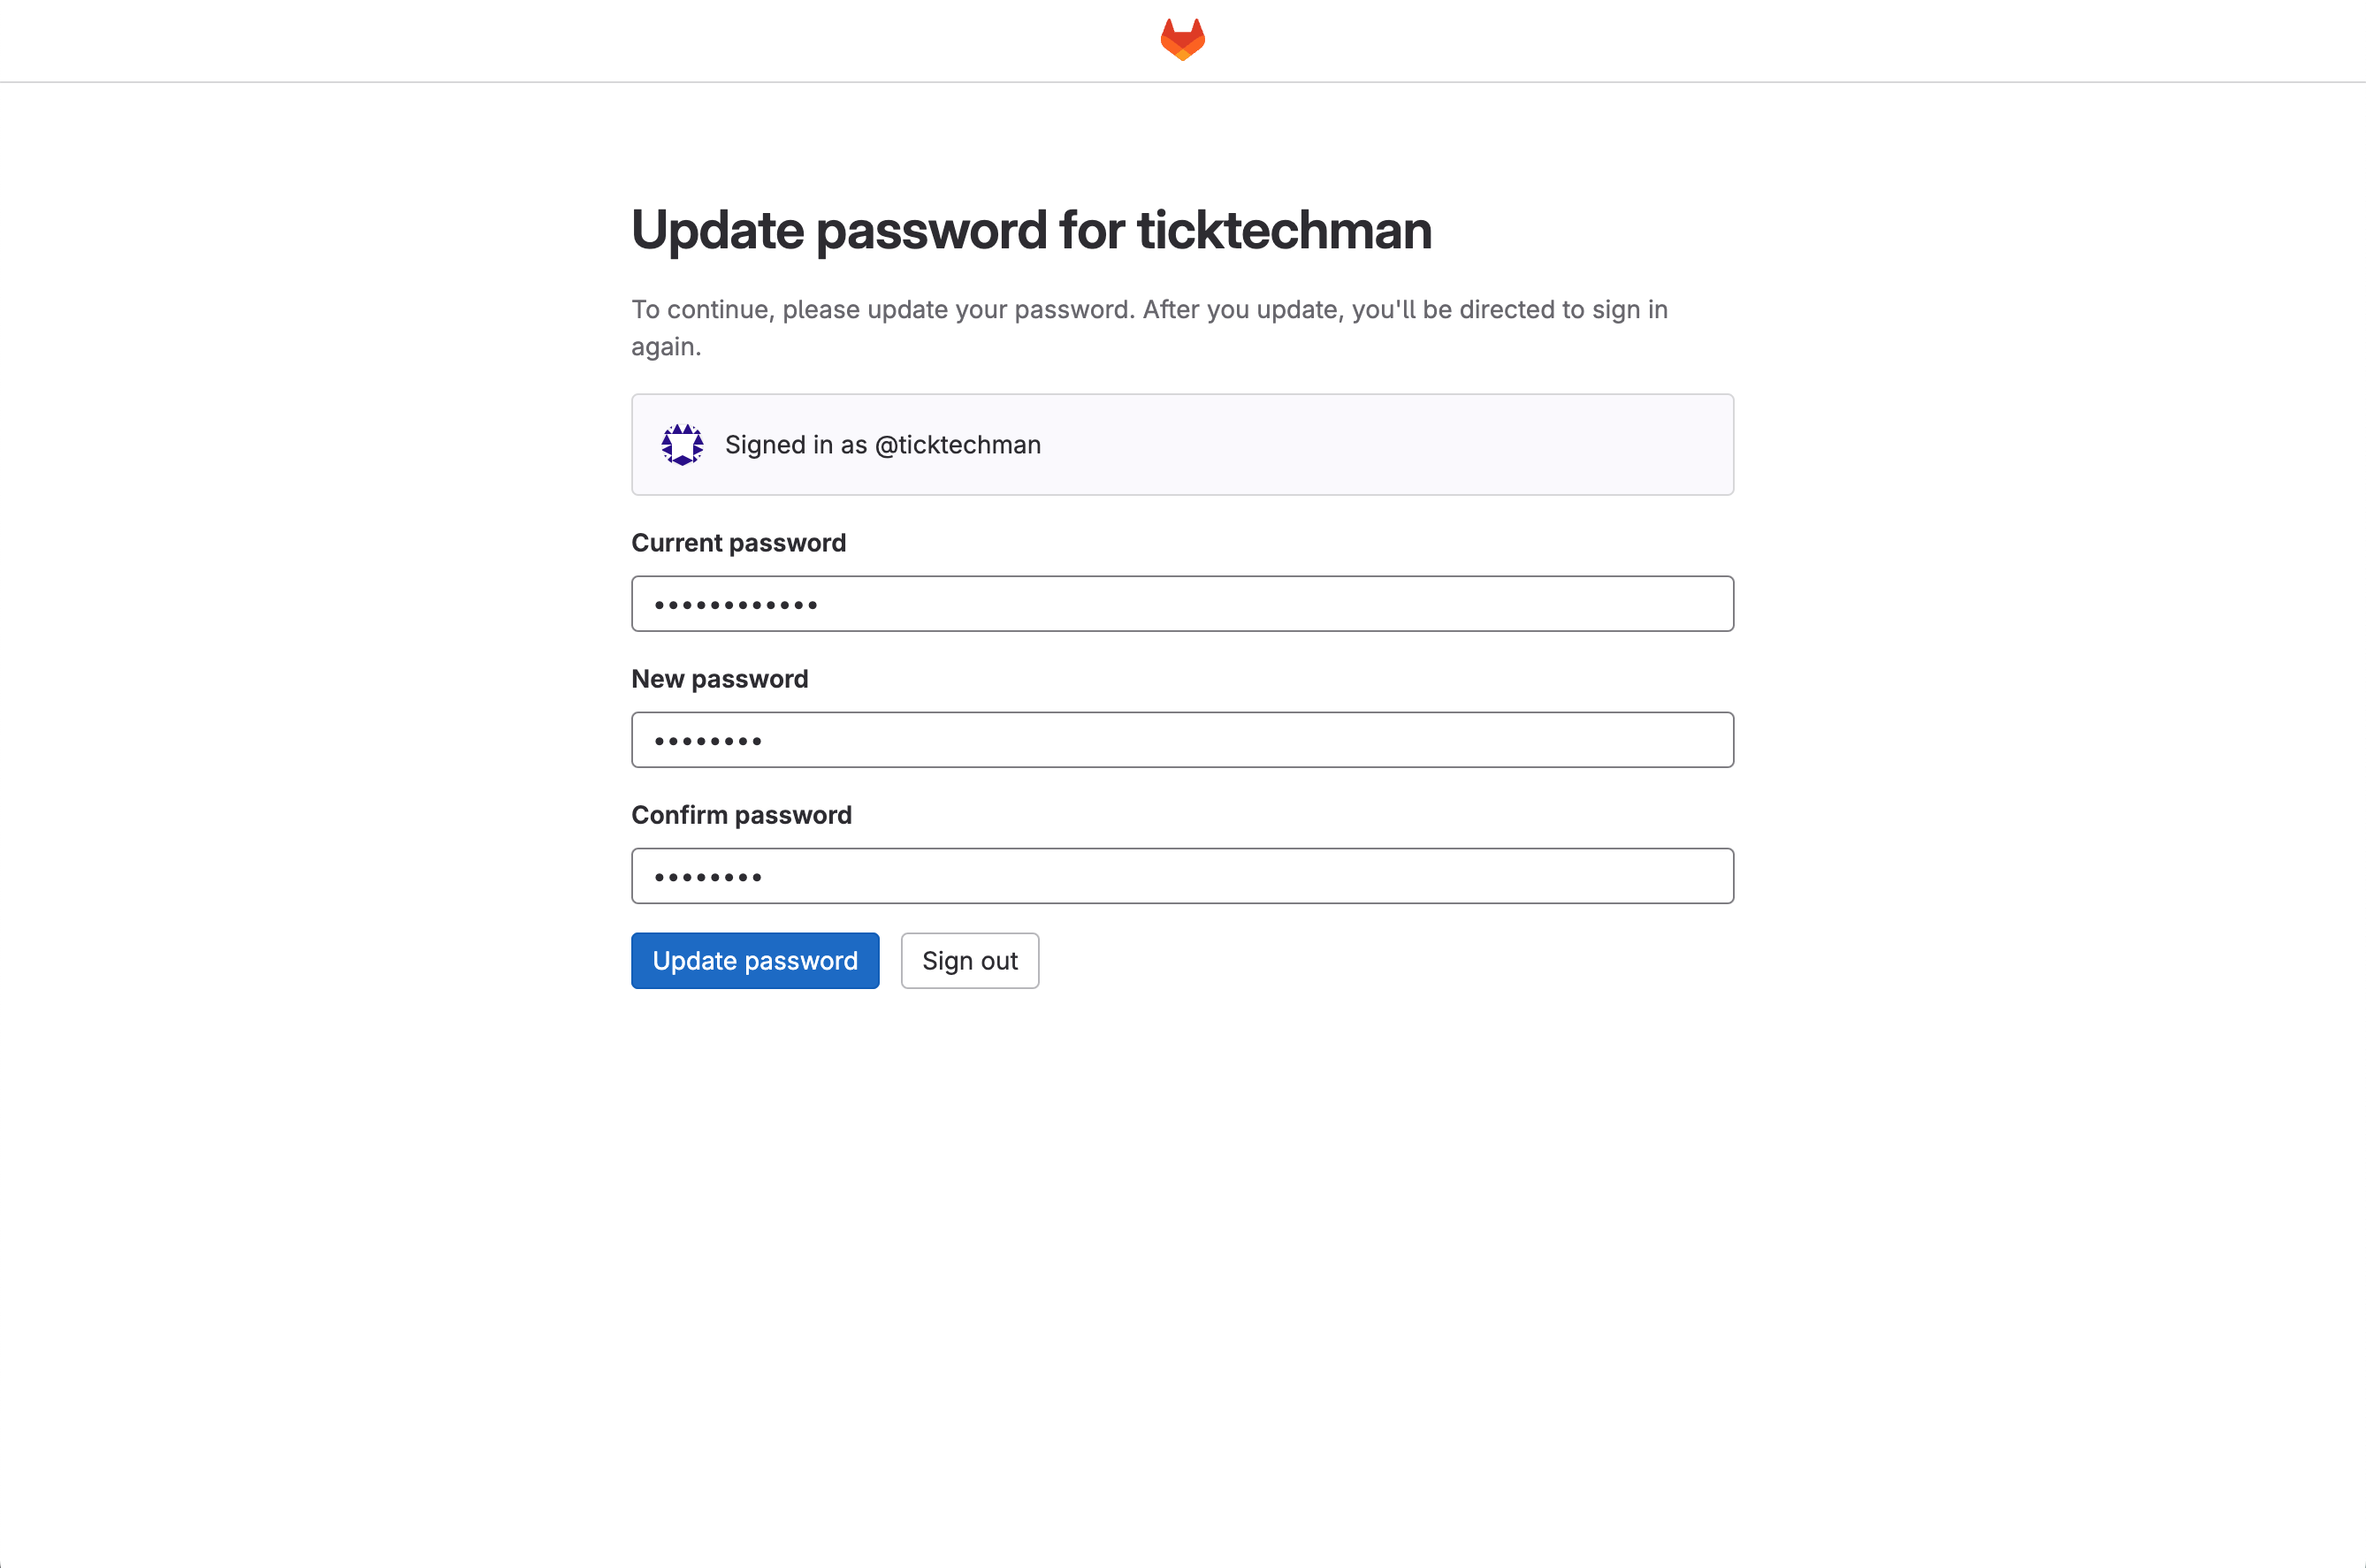 Update password for ticktechman
To continue, please update your password. After you update, you'll be directed to sign in
again.
Signed in as @ticktechman
Current password
••••••••••••
New password
••••••••
Confirm password
••••••••
Update password
Sign out